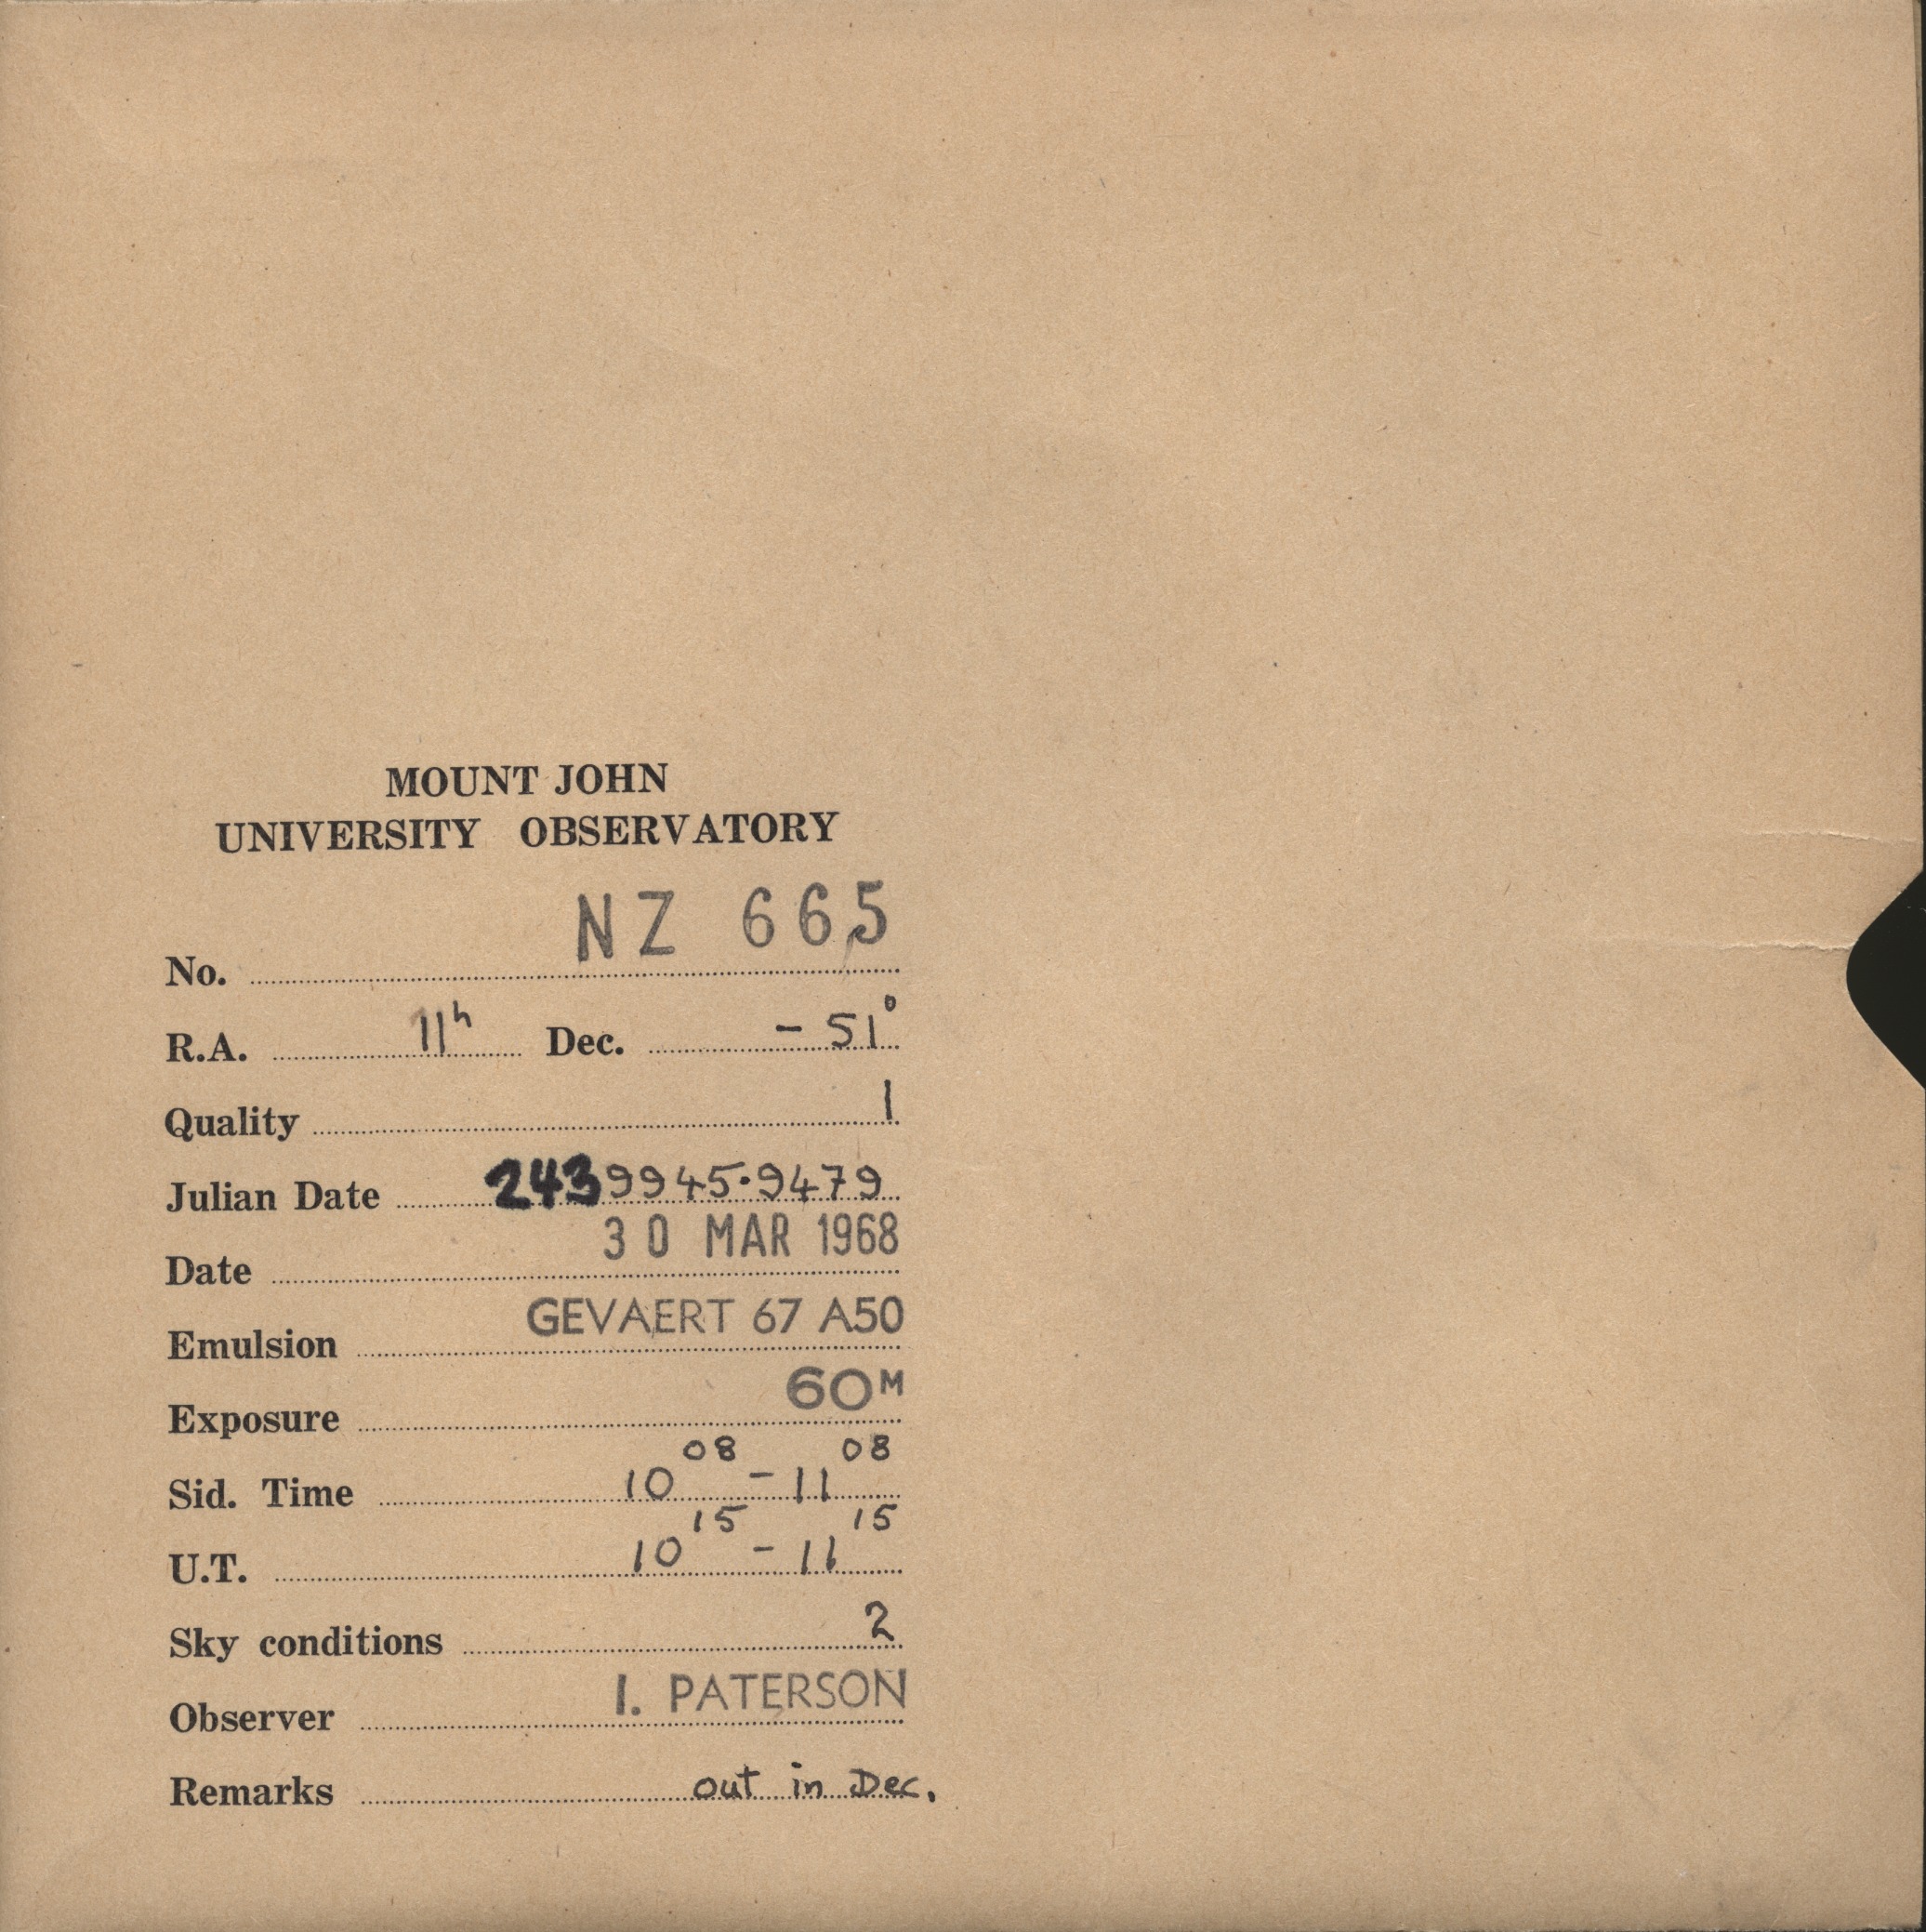 MOUNT JOHN
UNIVERSITY OBSERVATORY
No. NZ 665
R.A. 11h Dec. - 51°
Quality 1
Julian Date 2439945.9479
Date 30 MAR 1968
Emulsion GEVAERT 67 A50
Exposure 60M
Sid. Time 10 08 - 11 08
U.T. 10 15 - 11 15
Sky conditions 2
Observer I. PATERSON
Remarks out in Dec.